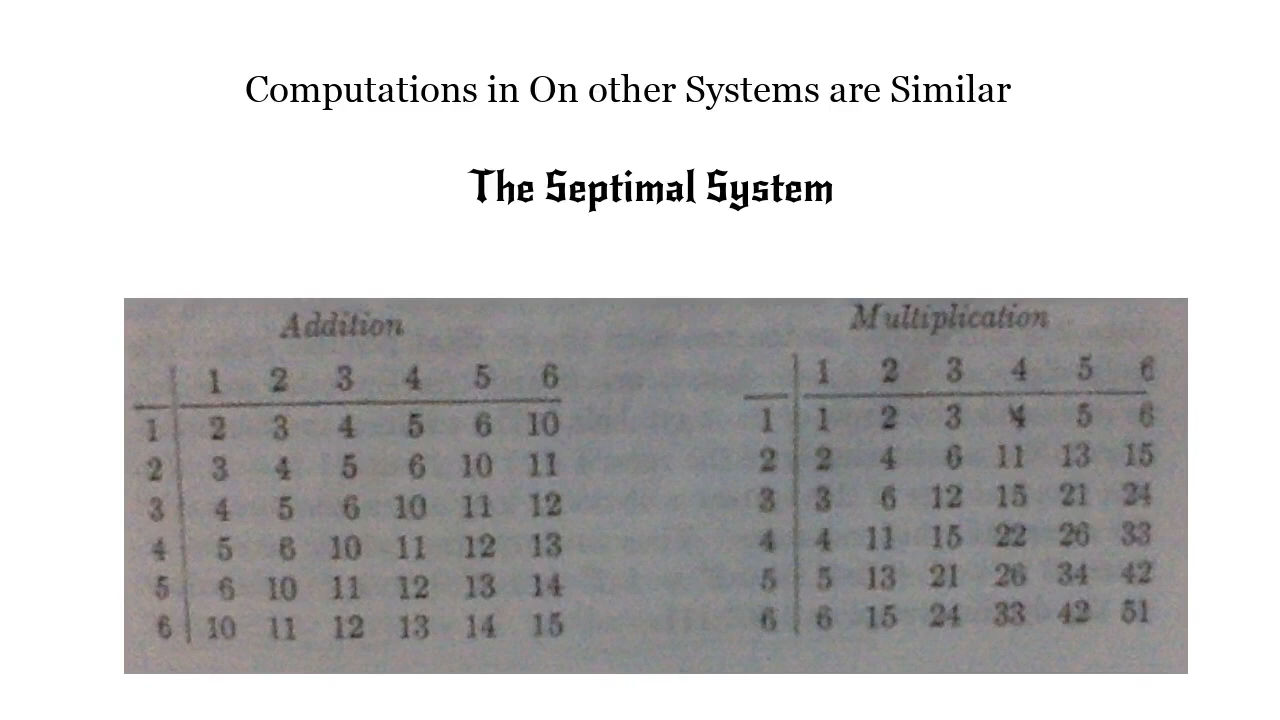 Computations in On other Systems are Similar
The Septimal System
Addition
1 2 3 4 5 6
1 2 3 4 5 6 10
2 3 4 5 6 10 11
3 4 5 6 10 11 12
4 5 6 10 11 12 13
5 6 10 11 12 13 14
6 10 11 12 13 14 15
Multiplication
1 2 3 4 5 6
1 1 2 3 4 5 6
2 2 4 6 11 13 15
3 3 6 12 15 21 24
4 4 11 15 22 26 33
5 5 13 21 26 34 42
6 6 15 24 33 42 51